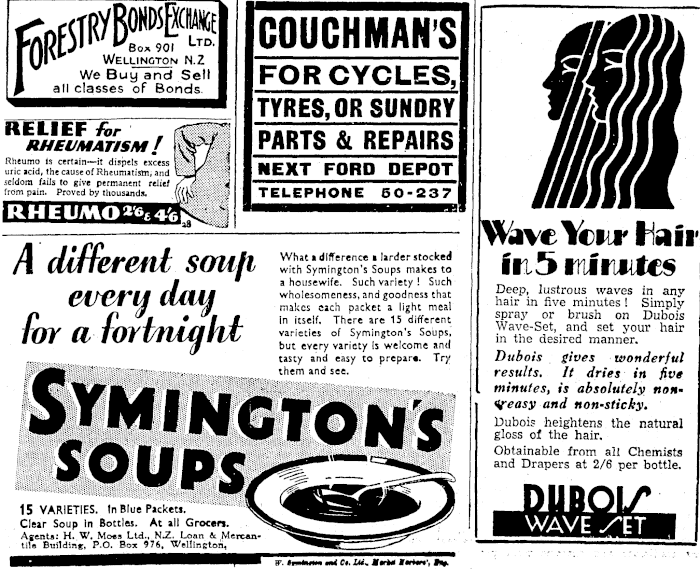 FORESTRY BONDS EXCHANGE
LTD.
Box 901
WELLINGTON N.Z
We Buy and Sell
all classes of Bonds.
RELIEF for
RHEUMATISM!
Rheumo is certain—it dispels excess
uric acid, the cause of Rheumatism, and
seldom fails to give permanent relief
from pain. Proved by thousands.
RHEUMO 2'6 & 4'6
28
COUCHMAN'S
FOR CYCLES,
TYRES, OR SUNDRY
PARTS & REPAIRS
NEXT FORD DEPOT
TELEPHONE 50-237
A different soup
every day
for a fortnight
What a difference a larder stocked
with Symington's Soups makes to
a housewife. Such variety! Such
wholesomeness, and goodness that
makes each packet a light meal
in itself. There are 15 different
varieties of Symington's Soups,
but every variety is welcome and
tasty and easy to prepare. Try
them and see.
SYMINGTON'S
SOUPS
15 VARIETIES. In Blue Packets.
Clear Soup in Bottles. At all Grocers.
Agents: H. W. Moss Ltd., N.Z. Loan & Mercan-
tile Building, P.O. Box 976, Wellington,
W. Symington and Co. Ltd., Market Harboro', Eng.
Wave Your Hair
in 5 minutes
Deep, lustrous waves in any
hair in five minutes! Simply
spray or brush on Dubois
Wave-Set, and set your hair
in the desired manner.
Dubois gives wonderful
results. It dries in five
minutes, is absolutely non-
greasy and non-sticky.
Dubois heightens the natural
gloss of the hair.
Obtainable from all Chemists
and Drapers at 2/6 per bottle.
DUBOIS
WAVE SET